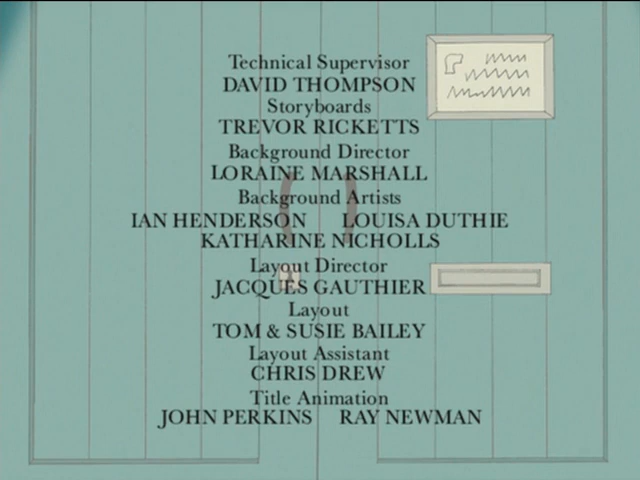 Technical Supervisor
DAVID THOMPSON
Storyboards
TREVOR RICKETTS
Background Director
LORAINE MARSHALL
Background Artists
IAN HENDERSON LOUISA DUTHIE
KATHARINE NICHOLLS
Layout Director
JACQUES GAUTHIER
Layout
TOM & SUSIE BAILEY
Layout Assistant
CHRIS DREW
Title Animation
JOHN PERKINS RAY NEWMAN